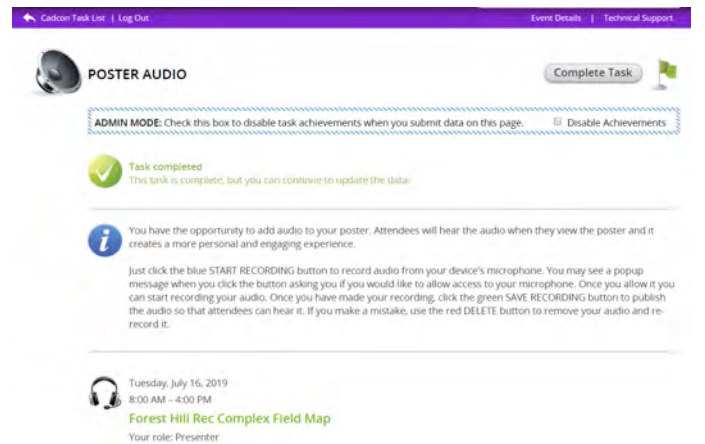 Cadcon Task List | Log Out
Event Details | Technical Support
POSTER AUDIO
Complete Task
ADMIN MODE: Check this box to disable task achievements when you submit data on this page.
Disable Achievements
Task completed
This task is complete, but you can continue to update the data.
You have the opportunity to add audio to your poster. Attendees will hear the audio when they view the poster and it
creates a more personal and engaging experience.
Just click the blue START RECORDING button to record audio from your device's microphone. You may see a popup
message when you click the button asking you if you would like to allow access to your microphone. Once you allow it you
can start recording your audio. Once you have made your recording, click the green SAVE RECORDING button to publish
the audio so that attendees can hear it. If you make a mistake, use the red DELETE button to remove your audio and re-
record it.
Tuesday, July 16, 2019
8:00 AM – 4:00 PM
Forest Hill Rec Complex Field Map
Your role: Presenter